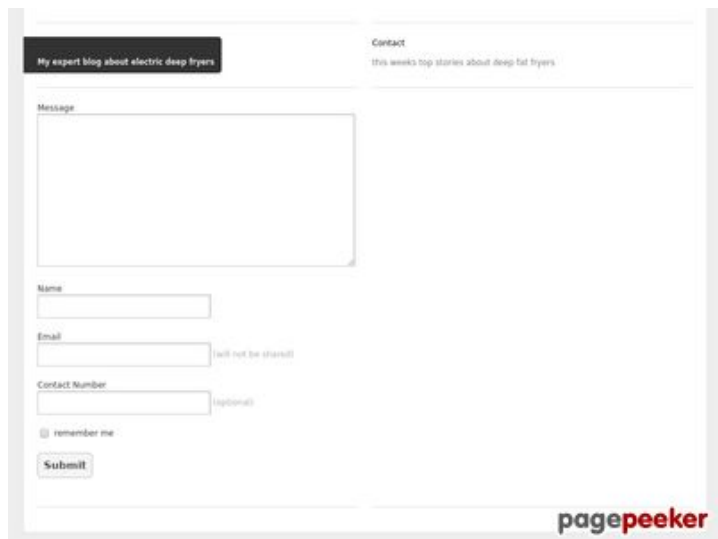 My expert blog about electric deep fryers
Contact
this weeks top stories about deep fat fryers
Message
Name
Email
(will not be shared)
Contact Number
(optional)
remember me
Submit
pagepeeker